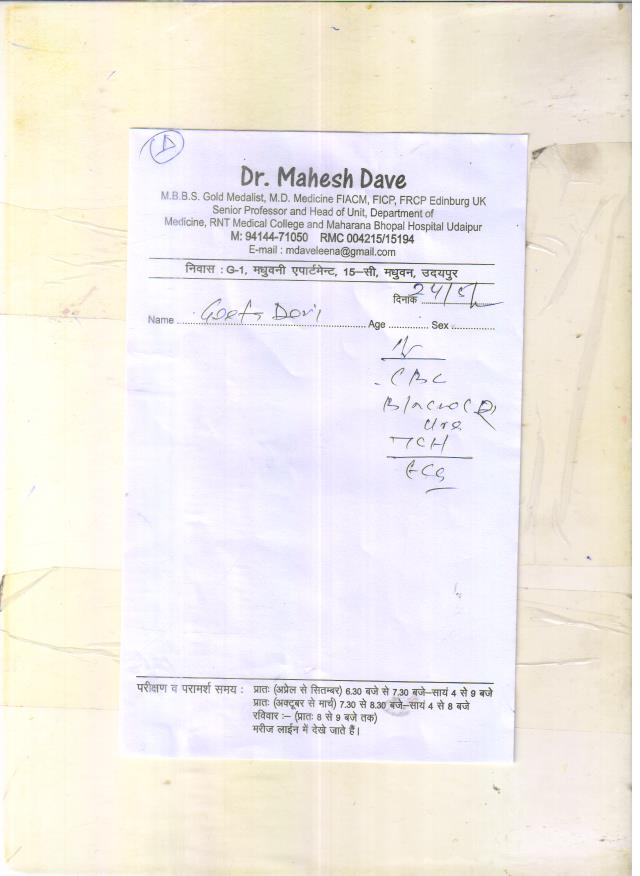 D
Dr. Mahesh Dave
M.B.B.S. Gold Medalist, M.D. Medicine FIACM, FICP, FRCP Edinburg UK
Senior Professor and Head of Unit, Department of
Medicine, RNT Medical College and Maharana Bhopal Hospital Udaipur
M: 94144-71050 RMC 004215/15194
E-mail : mdaveleena@gmail.com
निवास : G-1, मधुवनी एपार्टमेन्ट, 15–सी, मधुवन, उदयपुर
दिनांक 24/5/
Name Geeta Devi Age Sex
CBC
Urea
ECG
परीक्षण व परामर्श समय : प्रातः (अप्रेल से सितम्बर) 6.30 बजे से 7.30 बजे–सायं 4 से 9 बजे
प्रातः (अक्टूबर से मार्च) 7.30 से 8.30 बजे–सायं 4 से 8 बजे
रविवार :– (प्रातः 8 से 9 बजे तक)
मरीज लाईन में देखे जाते हैं।